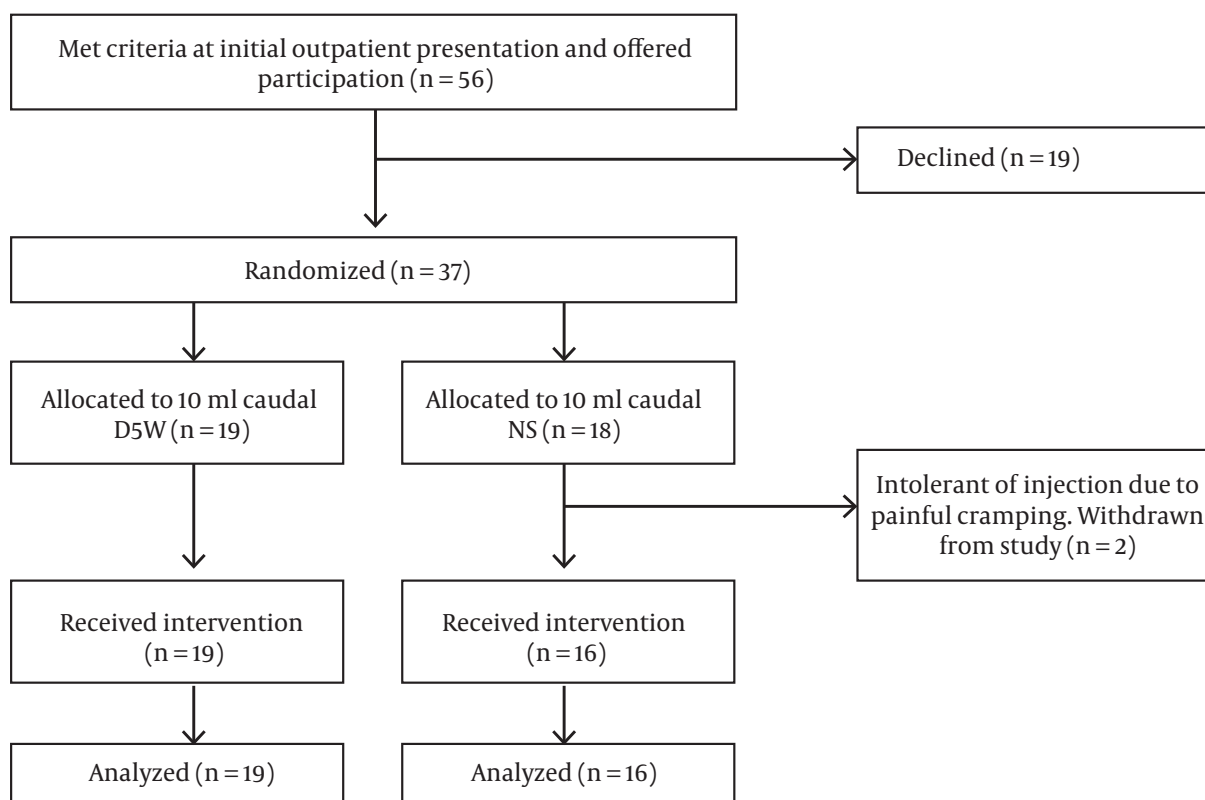 Met criteria at initial outpatient presentation and offered
participation (n = 56)
Declined (n = 19)
Randomized (n = 37)
Allocated to 10 ml caudal
D5W (n = 19)
Allocated to 10 ml caudal
NS (n = 18)
Intolerant of injection due to
painful cramping. Withdrawn
from study (n = 2)
Received intervention
(n = 19)
Received intervention
(n = 16)
Analyzed (n = 19)
Analyzed (n = 16)